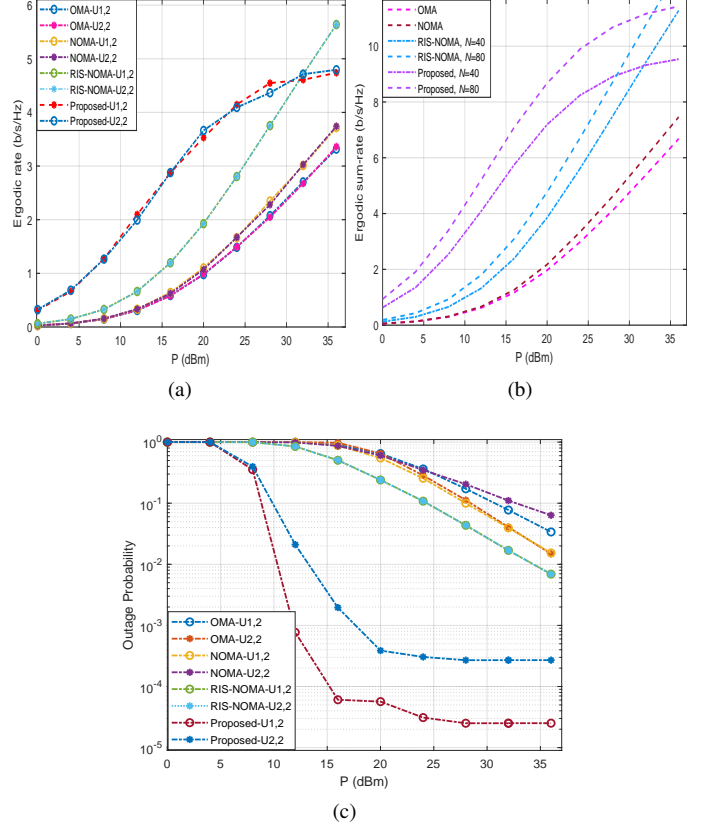 6
5
4
3
2
1
0
0
5
10
15
20
25
30
35
P (dBm)
Ergodic rate (b/s/Hz)
OMA-U1,2
OMA-U2,2
NOMA-U1,2
NOMA-U2,2
RIS-NOMA-U1,2
RIS-NOMA-U2,2
Proposed-U1,2
Proposed-U2,2
(a)
10
8
6
4
2
0
0
5
10
15
20
25
30
35
P (dBm)
Ergodic sum-rate (b/s/Hz)
OMA
NOMA
RIS-NOMA, N=40
RIS-NOMA, N=80
Proposed, N=40
Proposed, N=80
(b)
10^0
10^-1
10^-2
10^-3
10^-4
10^-5
0
5
10
15
20
25
30
35
P (dBm)
Outage Probability
OMA-U1,2
OMA-U2,2
NOMA-U1,2
NOMA-U2,2
RIS-NOMA-U1,2
RIS-NOMA-U2,2
Proposed-U1,2
Proposed-U2,2
(c)